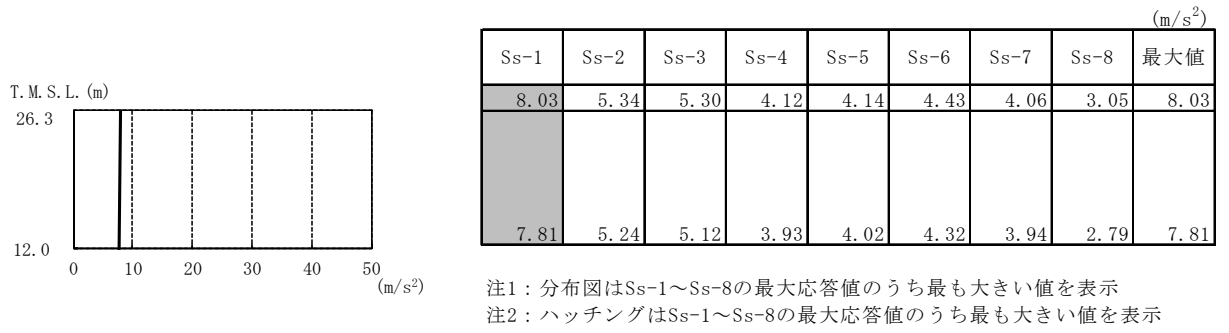 (m/s²)
Ss-1 Ss-2 Ss-3 Ss-4 Ss-5 Ss-6 Ss-7 Ss-8 最大値
8.03 5.34 5.30 4.12 4.14 4.43 4.06 3.05 8.03
7.81 5.24 5.12 3.93 4.02 4.32 3.94 2.79 7.81
T.M.S.L.(m)
26.3
12.0
0 10 20 30 40 50
(m/s²)
注1：分布図はSs-1～Ss-8の最大応答値のうち最も大きい値を表示
注2：ハッチングはSs-1～Ss-8の最大応答値のうち最も大きい値を表示